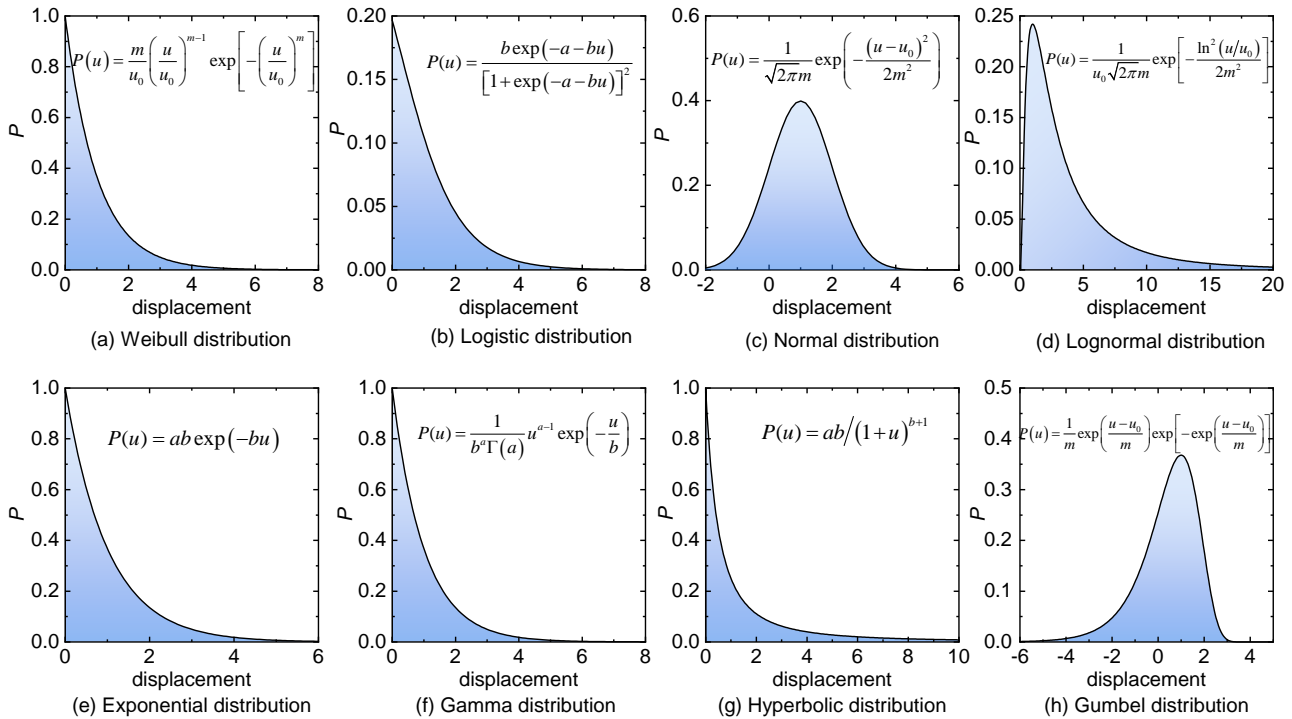 1.0
0.8
0.6
0.4
0.2
0.0
P
P(u) = m/u₀ (u/u₀)^(m−1) exp[−(u/u₀)^m]
0 2 4 6 8
displacement
(a) Weibull distribution
0.20
0.15
0.10
0.05
0.00
P
P(u) = b exp(−a−bu)/[1+exp(−a−bu)]²
0 2 4 6 8
displacement
(b) Logistic distribution
0.6
0.4
0.2
0.0
P
P(u) = 1/(√2π m) exp(−(u−u₀)²/2m²)
-2 0 2 4 6
displacement
(c) Normal distribution
0.25
0.20
0.15
0.10
0.05
0.00
P
P(u) = 1/(u₀√2π m) exp[−ln²(u/u₀)/2m²]
0 5 10 15 20
displacement
(d) Lognormal distribution
1.0
0.8
0.6
0.4
0.2
0.0
P
P(u) = ab exp(−bu)
0 2 4 6
displacement
(e) Exponential distribution
1.0
0.8
0.6
0.4
0.2
0.0
P
P(u) = 1/(b^a Γ(a)) u^(a−1) exp(−u/b)
0 2 4 6 8
displacement
(f) Gamma distribution
1.0
0.8
0.6
0.4
0.2
0.0
P
P(u) = ab/(1+u)^(b+1)
0 2 4 6 8 10
displacement
(g) Hyperbolic distribution
0.5
0.4
0.3
0.2
0.1
0.0
P
P(u) = 1/m exp((u−u₀)/m) exp[−exp((u−u₀)/m)]
-6 -4 -2 0 2 4
displacement
(h) Gumbel distribution